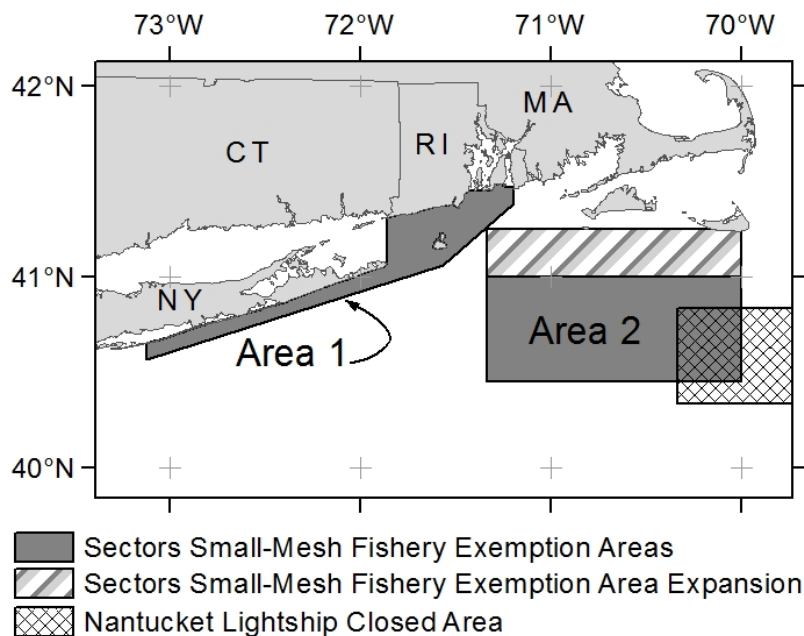 73°W 72°W 71°W 70°W
42°N
MA
CT
RI
41°N
NY
Area 1
Area 2
40°N
Sectors Small-Mesh Fishery Exemption Areas
Sectors Small-Mesh Fishery Exemption Area Expansion
Nantucket Lightship Closed Area